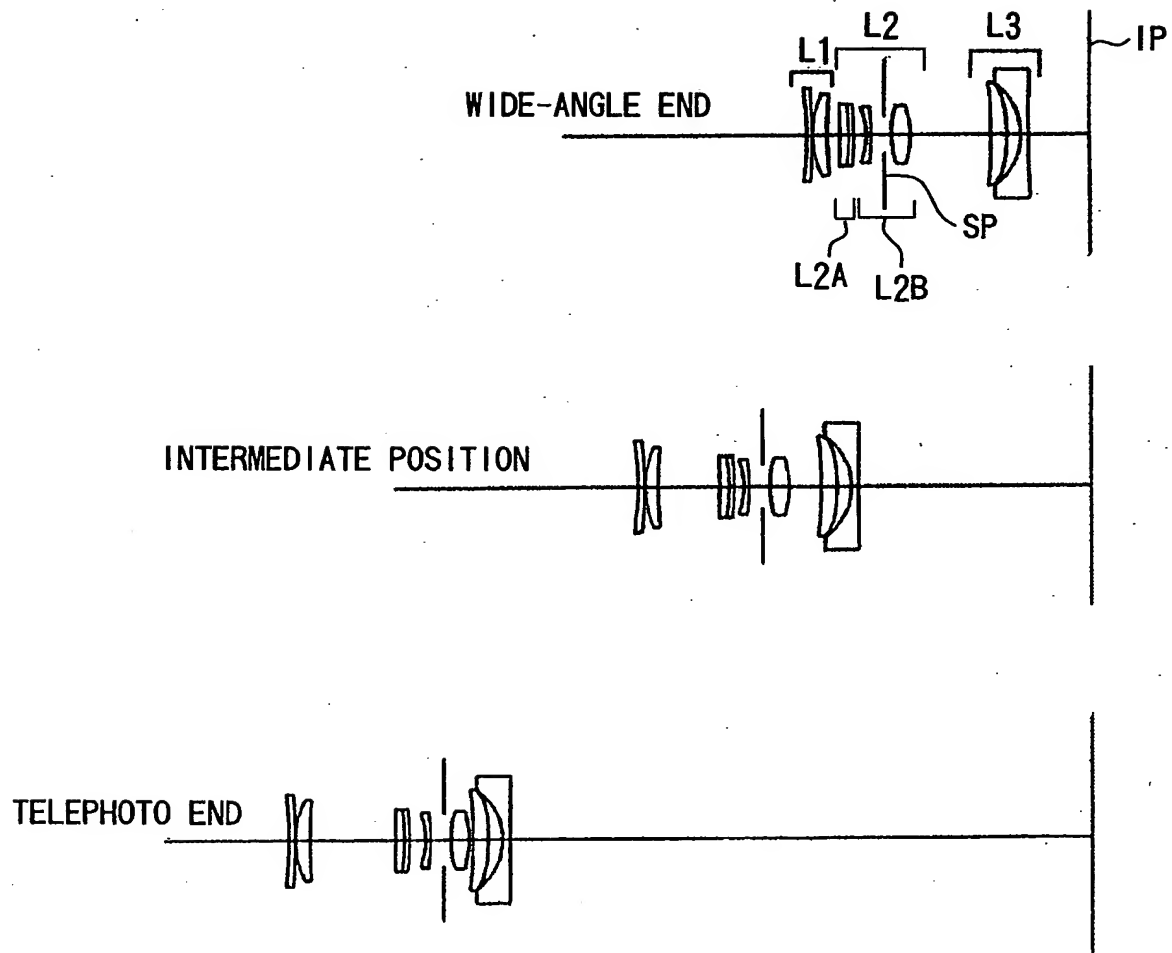 L1
L2
L3
IP
WIDE-ANGLE END
SP
L2A
L2B
INTERMEDIATE POSITION
TELEPHOTO END